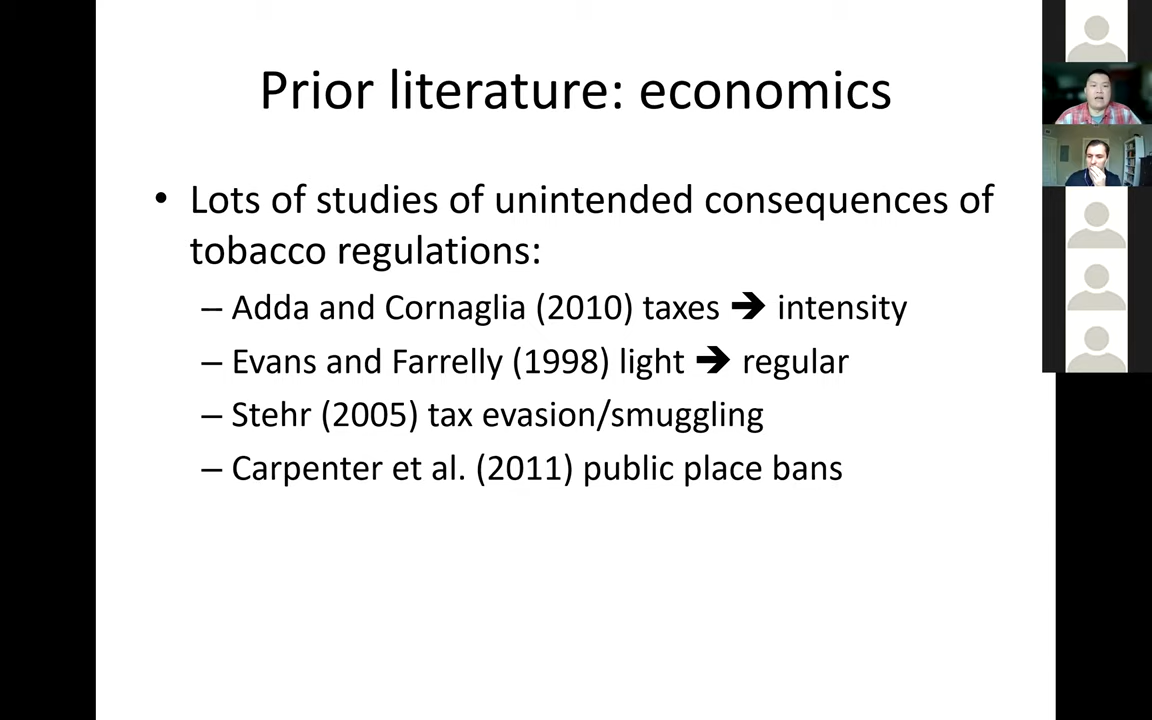 Prior literature: economics
• Lots of studies of unintended consequences of
tobacco regulations:
– Adda and Cornaglia (2010) taxes ➔ intensity
– Evans and Farrelly (1998) light ➔ regular
– Stehr (2005) tax evasion/smuggling
– Carpenter et al. (2011) public place bans